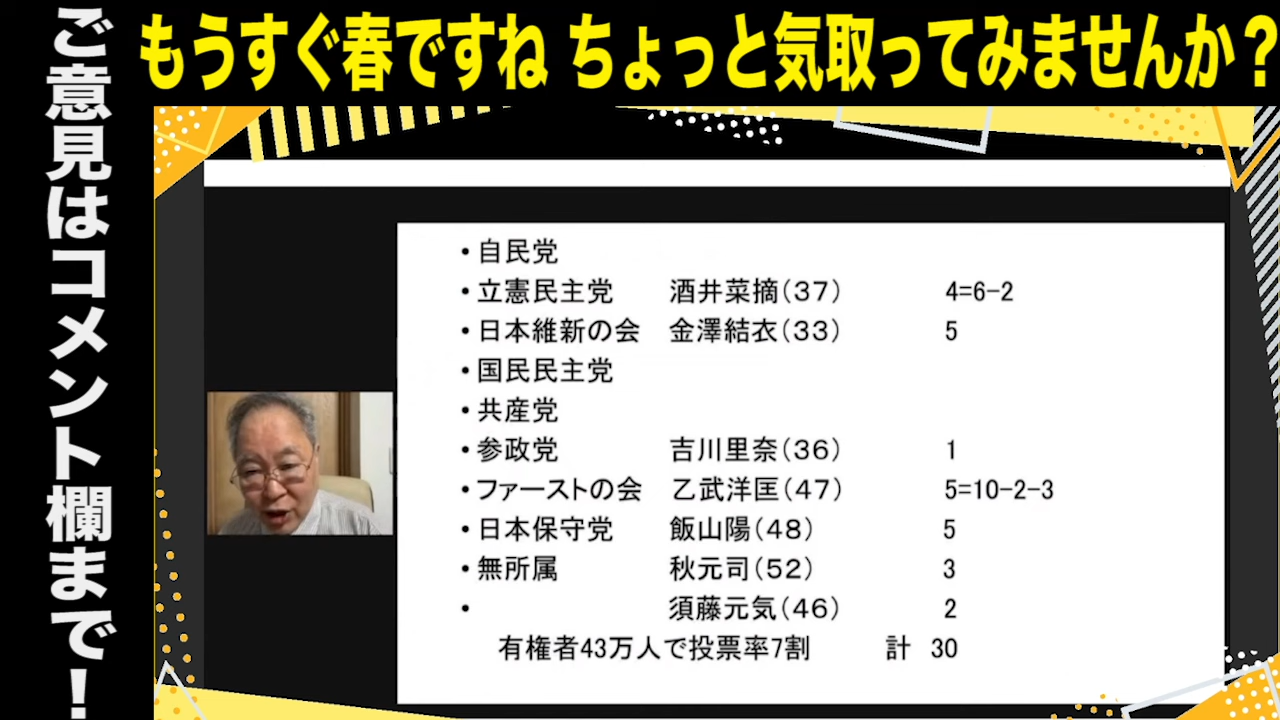 もうすぐ春ですね ちょっと気取ってみませんか?
ご意見はコメント欄まで!
・自民党
・立憲民主党 酒井菜摘(37) 4=6-2
・日本維新の会 金澤結衣(33) 5
・国民民主党
・共産党
・参政党 吉川里奈(36) 1
・ファーストの会 乙武洋匡(47) 5=10-2-3
・日本保守党 飯山陽(48) 5
・無所属 秋元司(52) 3
・ 須藤元気(46) 2
有権者43万人で投票率7割 計 30